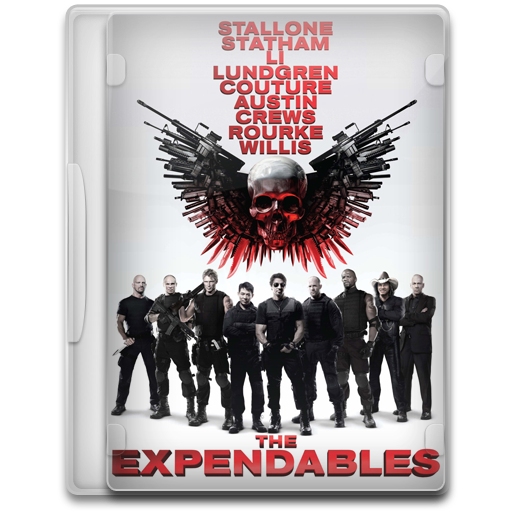 STALLONE
STATHAM
LI
LUNDGREN
COUTURE
AUSTIN
CREWS
ROURKE
WILLIS
THE
EXPENDABLES